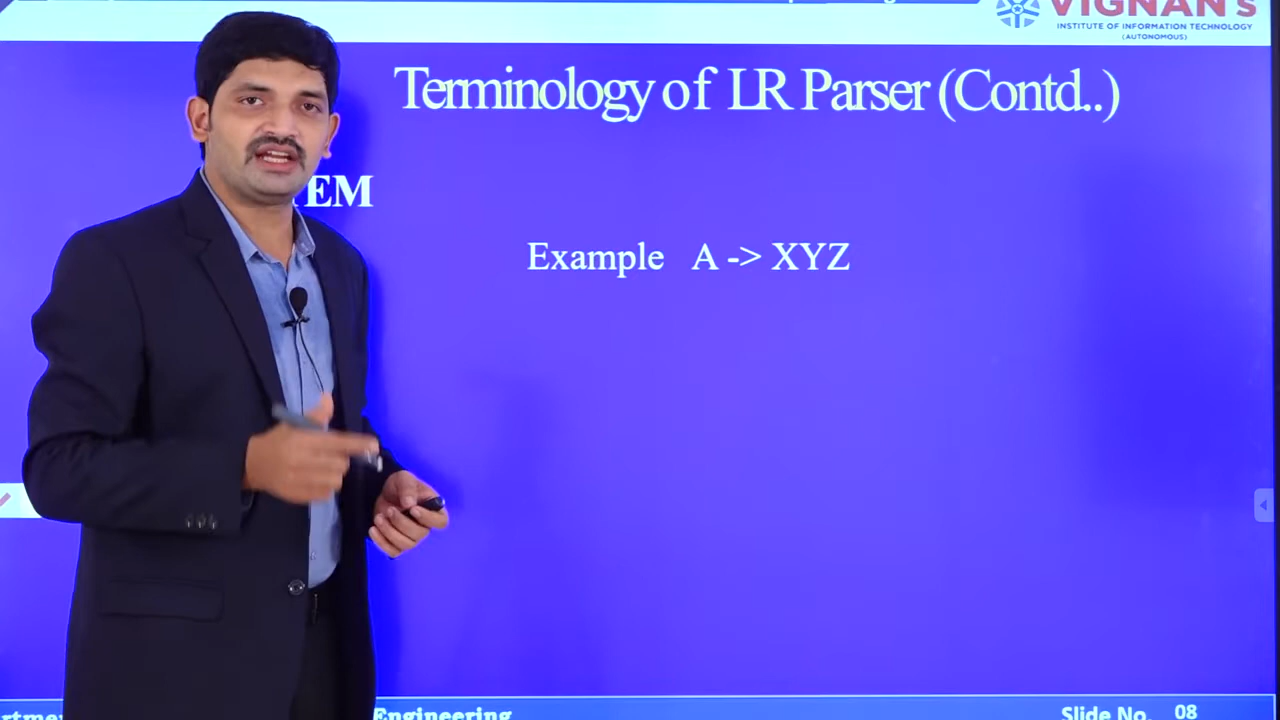 VIGNAN'S
INSTITUTE OF INFORMATION TECHNOLOGY
(AUTONOMOUS)
Terminology of LR Parser (Contd..)
EM
Example A -> XYZ
Engineering
Slide No. 08